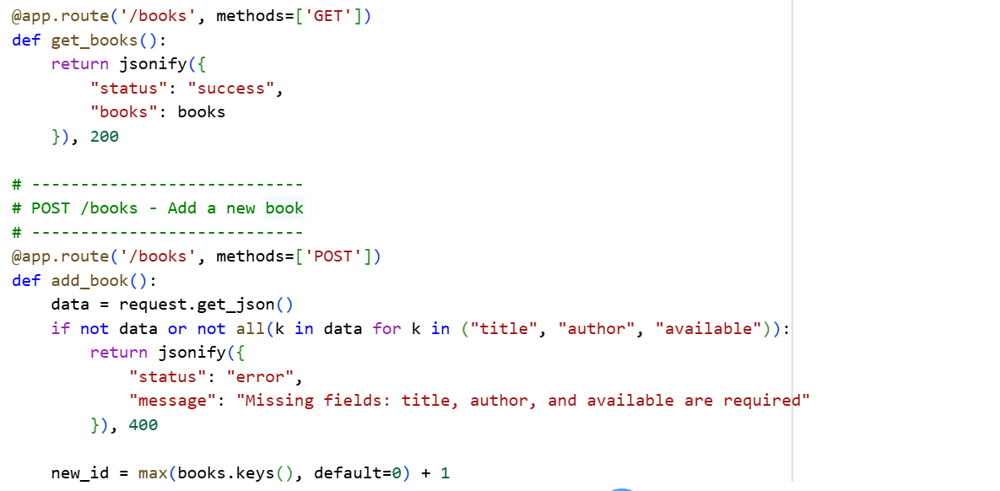 @app.route('/books', methods=['GET'])
def get_books():
    return jsonify({
        "status": "success",
        "books": books
    }), 200

# ----------------------------
# POST /books - Add a new book
# ----------------------------
@app.route('/books', methods=['POST'])
def add_book():
    data = request.get_json()
    if not data or not all(k in data for k in ("title", "author", "available")):
        return jsonify({
            "status": "error",
            "message": "Missing fields: title, author, and available are required"
        }), 400

    new_id = max(books.keys(), default=0) + 1